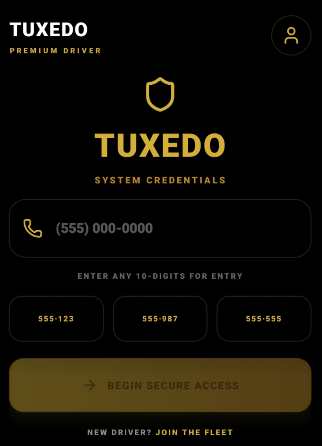 TUXEDO
PREMIUM DRIVER
TUXEDO
SYSTEM CREDENTIALS
(555) 000-0000
ENTER ANY 10-DIGITS FOR ENTRY
555-123
555-987
555-555
BEGIN SECURE ACCESS
NEW DRIVER? JOIN THE FLEET